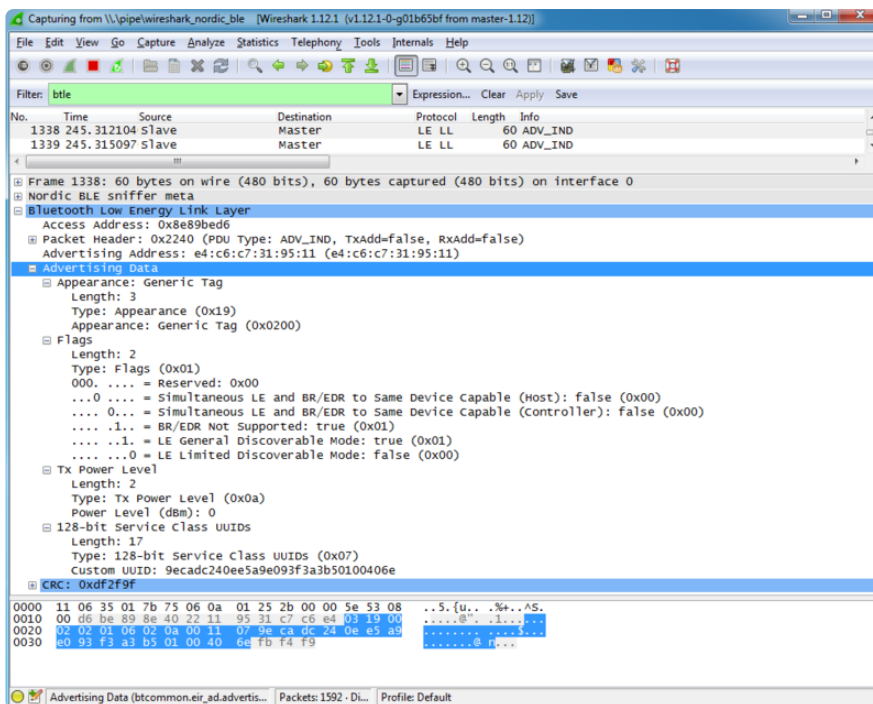 Capturing from \\.\pipe\wireshark_nordic_ble [Wireshark 1.12.1 (v1.12.1-0-g01b65bf from master-1.12)]
File Edit View Go Capture Analyze Statistics Telephony Tools Internals Help
Filter: btle Expression... Clear Apply Save
No. Time Source Destination Protocol Length Info
1338 245.312104 Slave Master LE LL 60 ADV_IND
1339 245.315097 Slave Master LE LL 60 ADV_IND
Frame 1338: 60 bytes on wire (480 bits), 60 bytes captured (480 bits) on interface 0
Nordic BLE sniffer meta
Bluetooth Low Energy Link Layer
Access Address: 0x8e89bed6
Packet Header: 0x2240 (PDU Type: ADV_IND, TxAdd=false, RxAdd=false)
Advertising Address: e4:c6:c7:31:95:11 (e4:c6:c7:31:95:11)
Advertising Data
Appearance: Generic Tag
Length: 3
Type: Appearance (0x19)
Appearance: Generic Tag (0x0200)
Flags
Length: 2
Type: Flags (0x01)
000. .... = Reserved: 0x00
...0 .... = Simultaneous LE and BR/EDR to Same Device Capable (Host): false (0x00)
.... 0... = Simultaneous LE and BR/EDR to Same Device Capable (Controller): false (0x00)
.... .1.. = BR/EDR Not Supported: true (0x01)
.... ..1. = LE General Discoverable Mode: true (0x01)
.... ...0 = LE Limited Discoverable Mode: false (0x00)
Tx Power Level
Length: 2
Type: Tx Power Level (0x0a)
Power Level (dBm): 0
128-bit Service Class UUIDs
Length: 17
Type: 128-bit Service Class UUIDs (0x07)
Custom UUID: 9ecadc240ee5a9e093f3a3b50100406e
CRC: 0xdf2f9f
0000 11 06 35 01 7b 75 06 0a 01 25 2b 00 00 5e 53 08 ..5.{u.. .%+..^S.
0010 00 d6 be 89 8e 40 22 11 95 31 c7 c6 e4 03 19 00 .....@". .1......
0020 02 02 01 06 02 0a 00 11 07 9e ca dc 24 0e e5 a9 ........ ....$...
0030 e0 93 f3 a3 b5 01 00 40 6e fb f4 f9 .......@ n...
Advertising Data (btcommon.eir_ad.advertis... Packets: 1592 · Di... Profile: Default